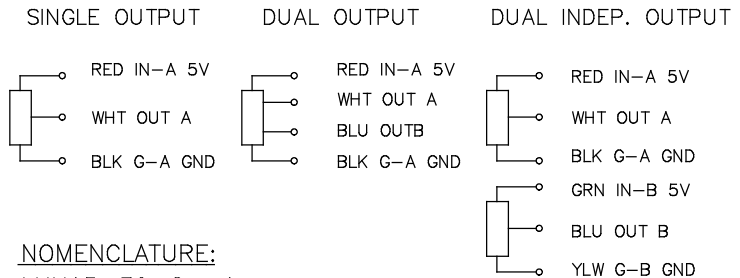 SINGLE OUTPUT
RED IN-A 5V
WHT OUT A
BLK G-A GND
DUAL OUTPUT
RED IN-A 5V
WHT OUT A
BLU OUTB
BLK G-A GND
DUAL INDEP. OUTPUT
RED IN-A 5V
WHT OUT A
BLK G-A GND
GRN IN-B 5V
BLU OUT B
YLW G-B GND
NOMENCLATURE: